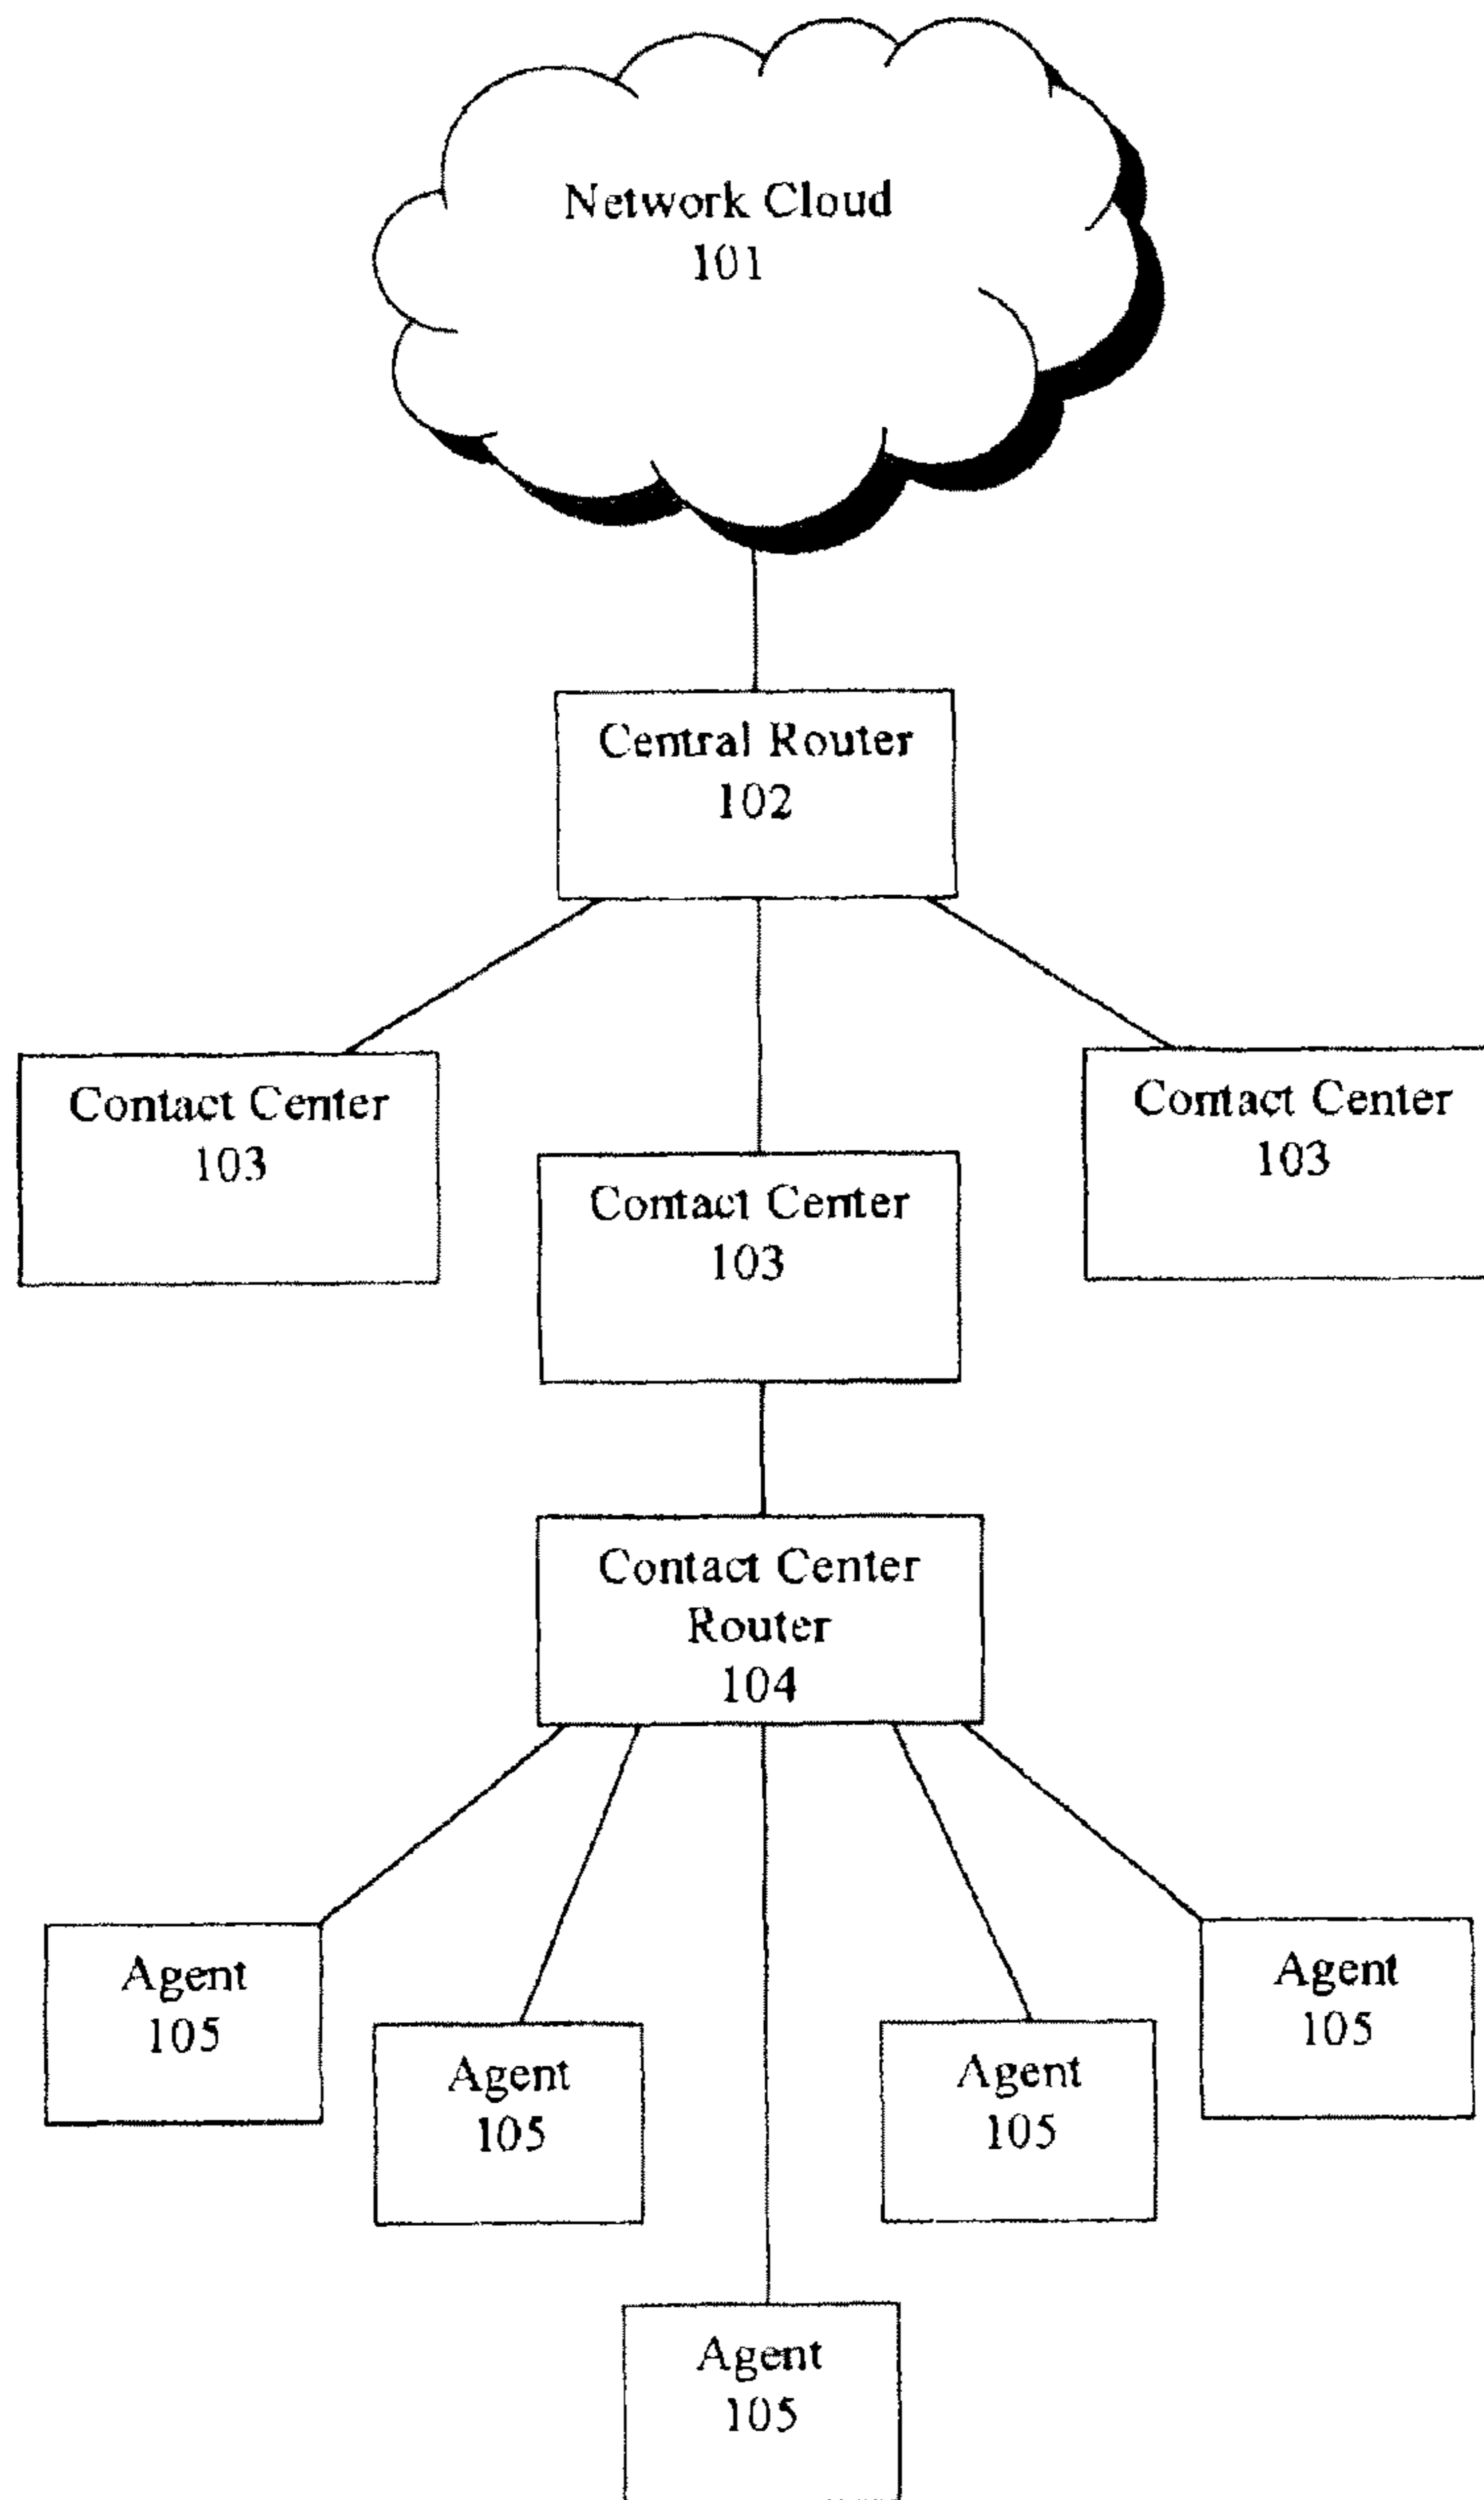 Network Cloud
101
Central Router
102
Contact Center
103
Contact Center
103
Contact Center
103
Contact Center
Router
104
Agent
105
Agent
105
Agent
105
Agent
105
Agent
105